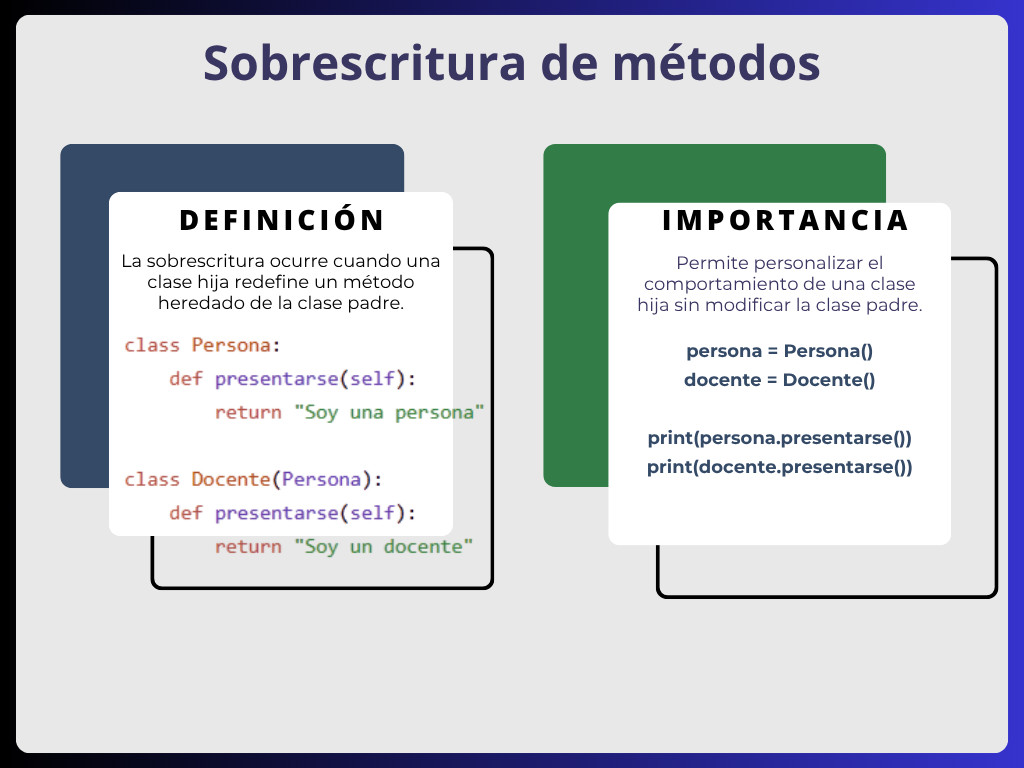 Sobrescritura de métodos
DEFINICIÓN
La sobrescritura ocurre cuando una
clase hija redefine un método
heredado de la clase padre.
class Persona:
    def presentarse(self):
        return "Soy una persona"
class Docente(Persona):
    def presentarse(self):
        return "Soy un docente"
IMPORTANCIA
Permite personalizar el
comportamiento de una clase
hija sin modificar la clase padre.
persona = Persona()
docente = Docente()
print(persona.presentarse())
print(docente.presentarse())